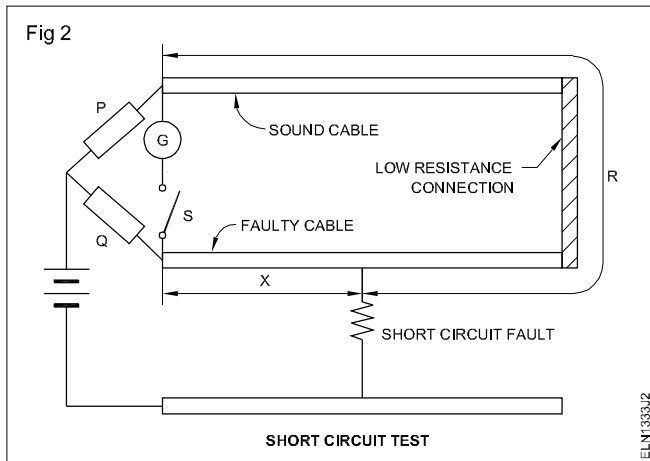 Fig 2
P
G
SOUND CABLE
LOW RESISTANCE
CONNECTION
R
S
Q
FAULTY CABLE
X
SHORT CIRCUIT FAULT
SHORT CIRCUIT TEST
ELN1333J2